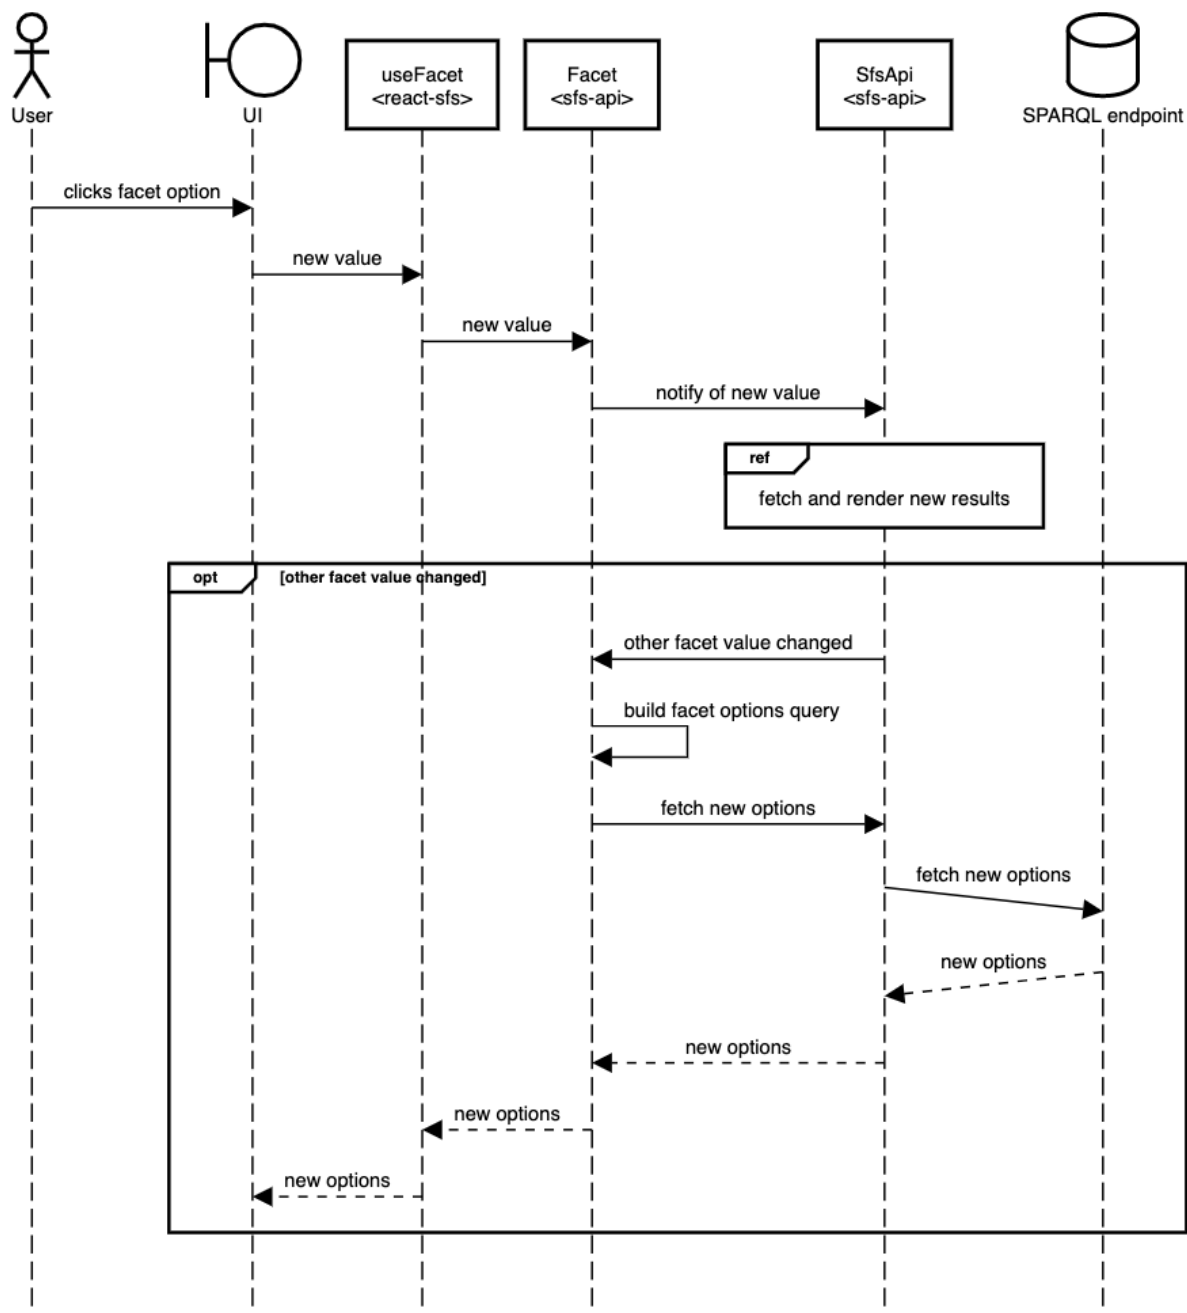 User
UI
useFacet
<react-sfs>
Facet
<sfs-api>
SfsApi
<sfs-api>
SPARQL endpoint
clicks facet option
new value
new value
notify of new value
ref
fetch and render new results
opt
[other facet value changed]
other facet value changed
build facet options query
fetch new options
fetch new options
new options
new options
new options
new options